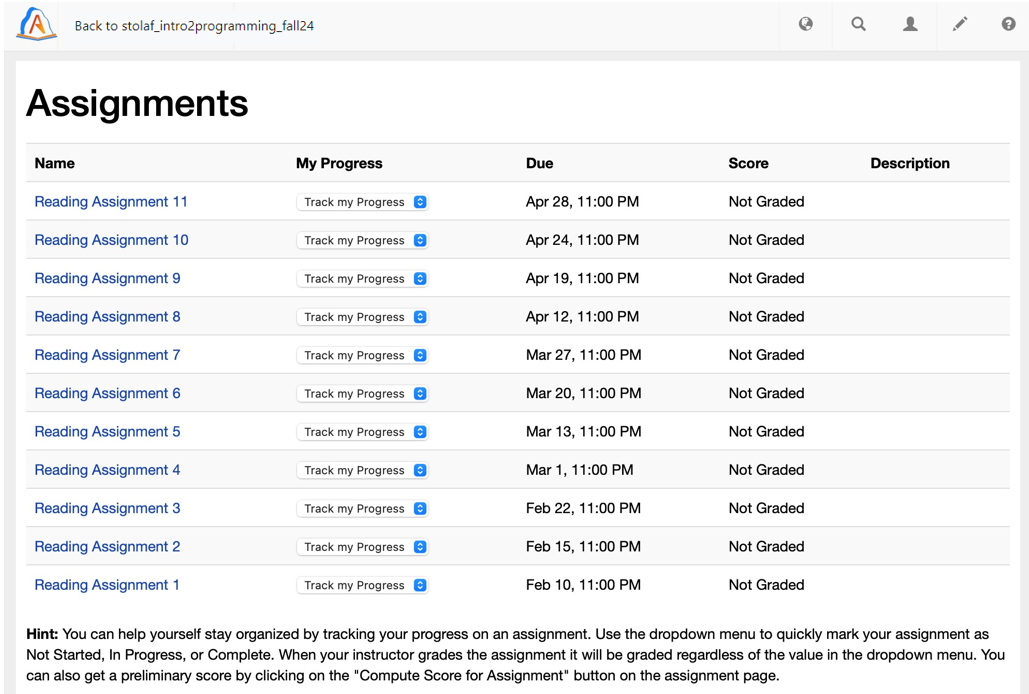 Back to stolaf_intro2programming_fall24
Assignments
Name My Progress Due Score Description
Reading Assignment 11 Track my Progress Apr 28, 11:00 PM Not Graded
Reading Assignment 10 Track my Progress Apr 24, 11:00 PM Not Graded
Reading Assignment 9 Track my Progress Apr 19, 11:00 PM Not Graded
Reading Assignment 8 Track my Progress Apr 12, 11:00 PM Not Graded
Reading Assignment 7 Track my Progress Mar 27, 11:00 PM Not Graded
Reading Assignment 6 Track my Progress Mar 20, 11:00 PM Not Graded
Reading Assignment 5 Track my Progress Mar 13, 11:00 PM Not Graded
Reading Assignment 4 Track my Progress Mar 1, 11:00 PM Not Graded
Reading Assignment 3 Track my Progress Feb 22, 11:00 PM Not Graded
Reading Assignment 2 Track my Progress Feb 15, 11:00 PM Not Graded
Reading Assignment 1 Track my Progress Feb 10, 11:00 PM Not Graded
Hint: You can help yourself stay organized by tracking your progress on an assignment. Use the dropdown menu to quickly mark your assignment as
Not Started, In Progress, or Complete. When your instructor grades the assignment it will be graded regardless of the value in the dropdown menu. You
can also get a preliminary score by clicking on the "Compute Score for Assignment" button on the assignment page.